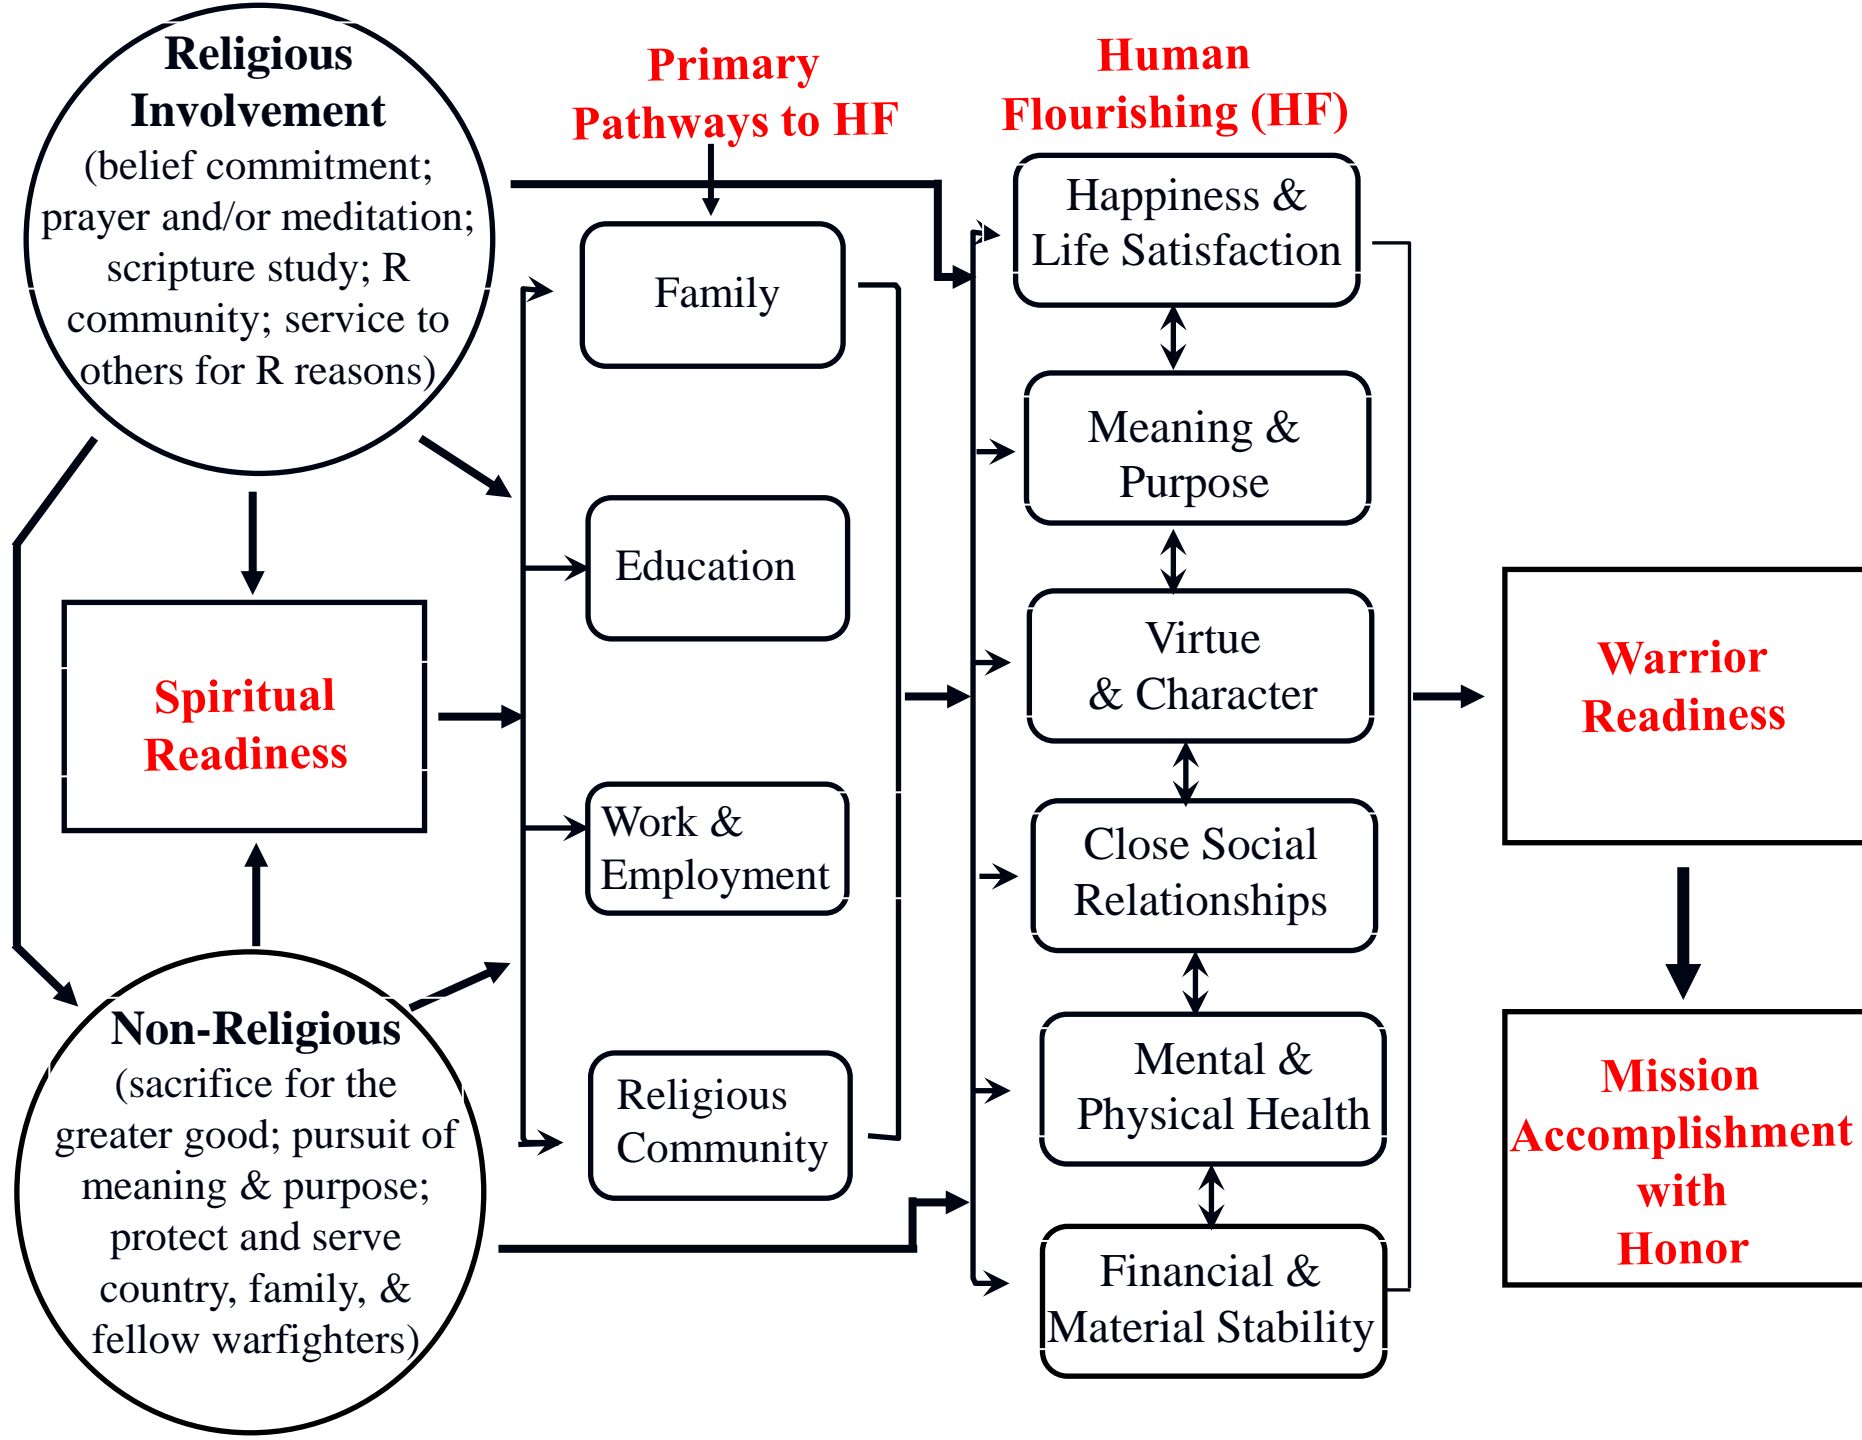 Religious
Involvement
(belief commitment;
prayer and/or meditation;
scripture study; R
community; service to
others for R reasons)
Spiritual
Readiness
Non-Religious
(sacrifice for the
greater good; pursuit of
meaning & purpose;
protect and serve
country, family, &
fellow warfighters)
Primary
Pathways to HF
Family
Education
Work &
Employment
Religious
Community
Human
Flourishing (HF)
Happiness &
Life Satisfaction
Meaning &
Purpose
Virtue
& Character
Close Social
Relationships
Mental &
Physical Health
Financial &
Material Stability
Warrior
Readiness
Mission
Accomplishment
with
Honor